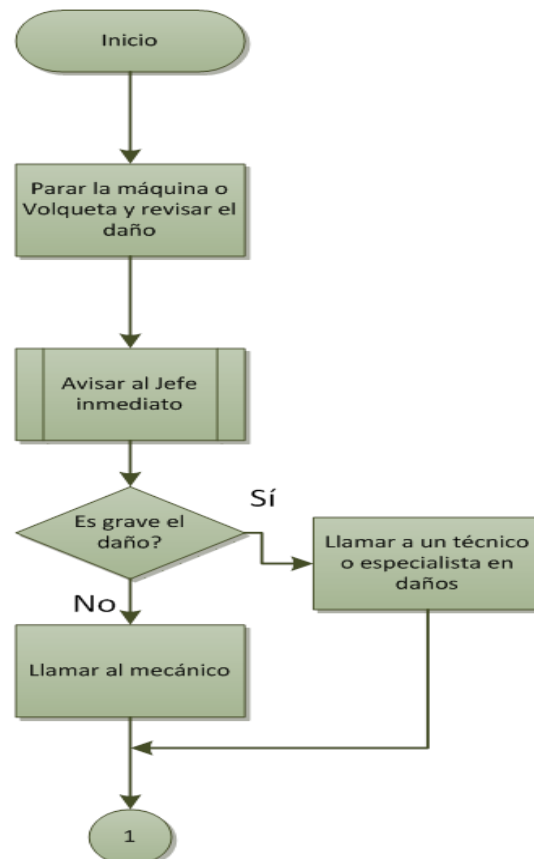 Inicio
Parar la máquina o
Volqueta y revisar el
daño
Avisar al Jefe
inmediato
Es grave el
daño?
Sí
Llamar a un técnico
o especialista en
daños
No
Llamar al mecánico
1